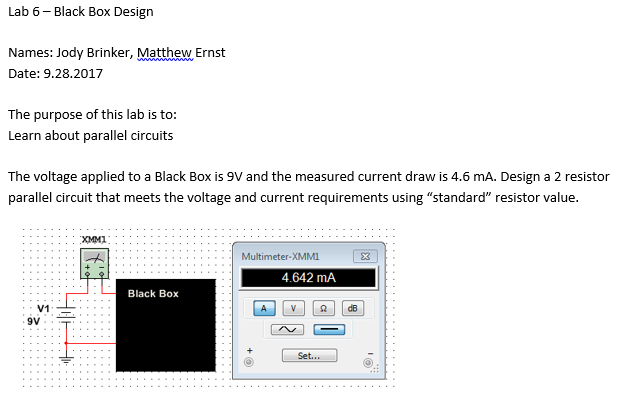 Lab 6 – Black Box Design
Names: Jody Brinker, Matthew Ernst
Date: 9.28.2017
The purpose of this lab is to:
Learn about parallel circuits
The voltage applied to a Black Box is 9V and the measured current draw is 4.6 mA. Design a 2 resistor
parallel circuit that meets the voltage and current requirements using “standard” resistor value.
XMM1
Multimeter-XMM1
4.642 mA
Black Box
A V Ω dB
V1
9V
Set...
+ -